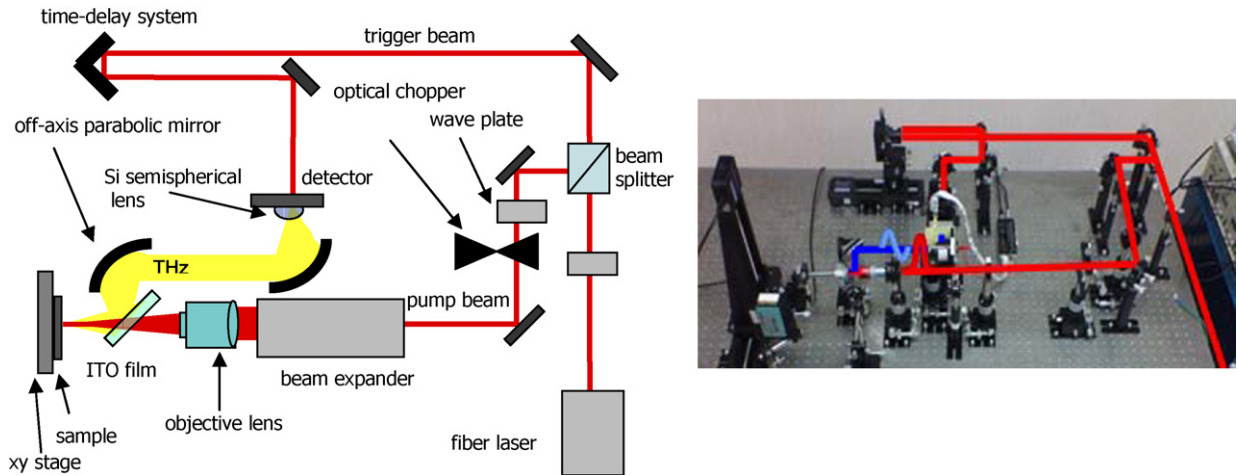 time-delay system
trigger beam
optical chopper
wave plate
off-axis parabolic mirror
beam
splitter
Si semispherical
lens
detector
THz
pump beam
ITO film
beam expander
objective lens
sample
fiber laser
xy stage